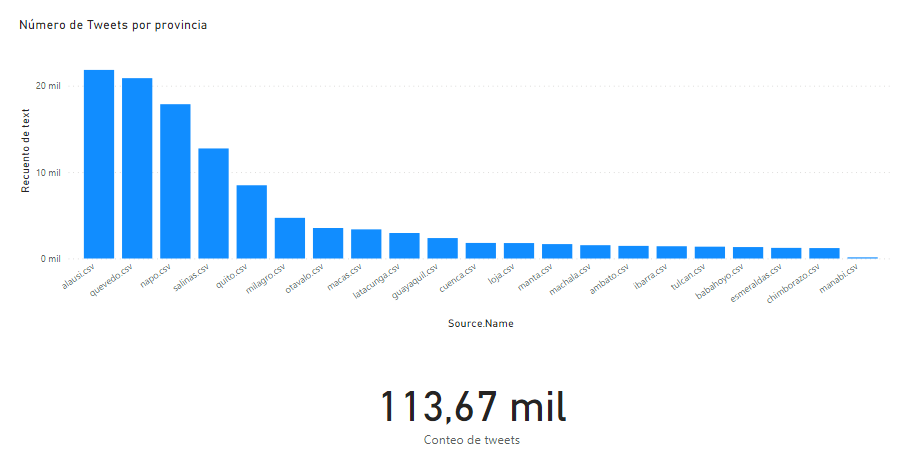 Número de Tweets por provincia
Recuento de text
20 mil
10 mil
0 mil
alausi.csv
quevedo.csv
napo.csv
salinas.csv
quito.csv
milagro.csv
otavalo.csv
macas.csv
latacunga.csv
guayaquil.csv
cuenca.csv
loja.csv
manta.csv
machala.csv
ambato.csv
ibarra.csv
tulcan.csv
babahoyo.csv
esmeraldas.csv
chimborazo.csv
manabi.csv
Source.Name
113,67 mil
Conteo de tweets